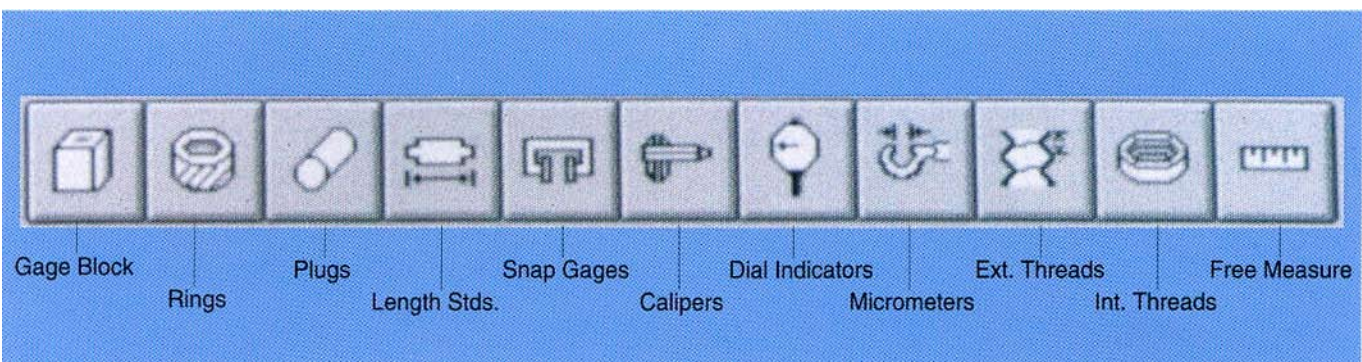 Gage Block
Rings
Plugs
Length Stds.
Snap Gages
Calipers
Dial Indicators
Micrometers
Ext. Threads
Int. Threads
Free Measure